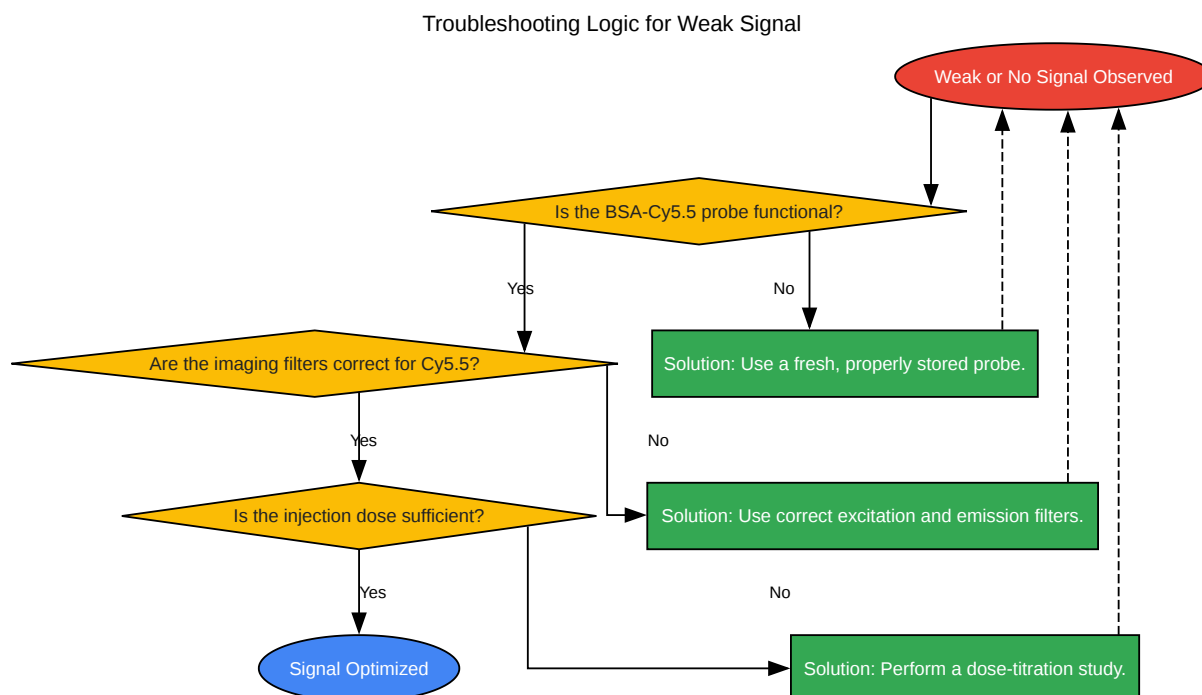 Troubleshooting Logic for Weak Signal
Weak or No Signal Observed
Is the BSA-Cy5.5 probe functional?
Yes
No
Are the imaging filters correct for Cy5.5?
Solution: Use a fresh, properly stored probe.
Yes
No
Is the injection dose sufficient?
Solution: Use correct excitation and emission filters.
Yes
No
Signal Optimized
Solution: Perform a dose-titration study.